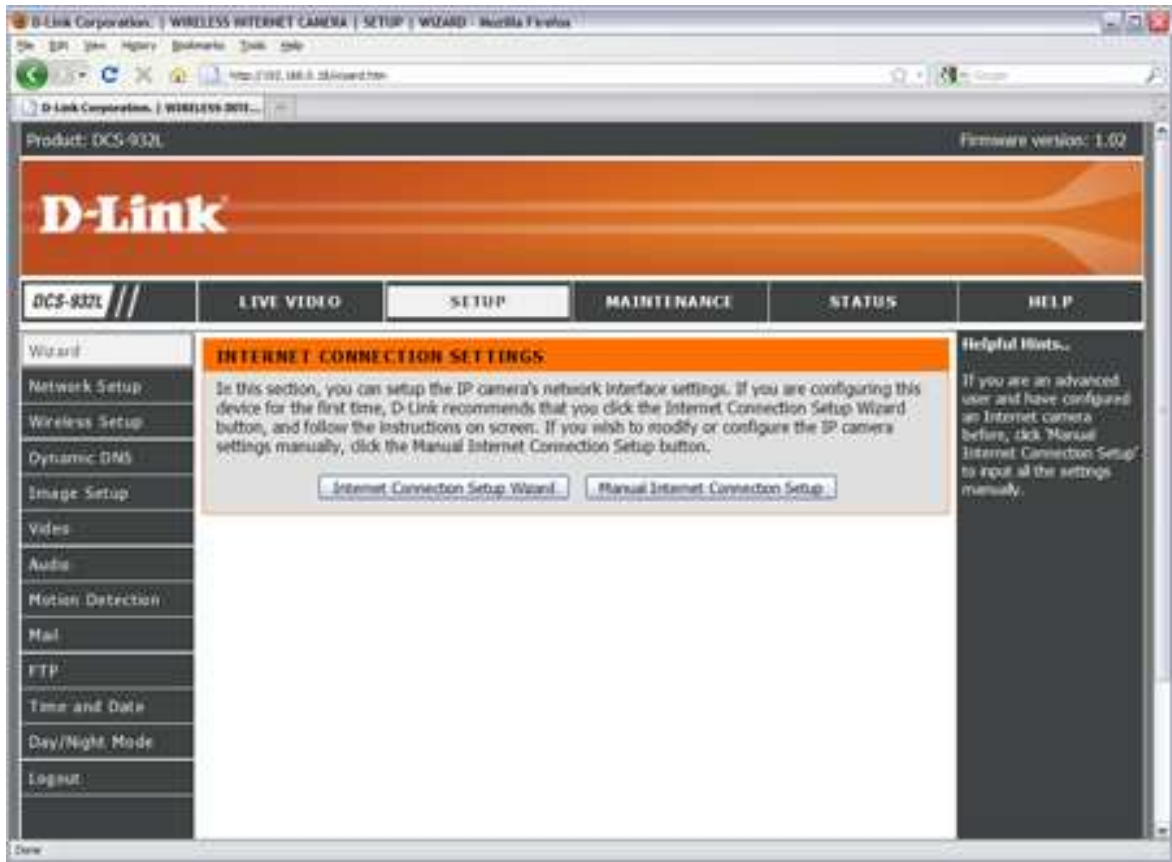 D-Link Corporation. | WIRELESS INTERNET CAMERA | SETUP | WIZARD - Mozilla Firefox
File Edit View History Bookmarks Tools Help
D-Link Corporation. | WIRELESS INTE...
Product: DCS-932L
Firmware version: 1.02
D-Link
DCS-932L
LIVE VIDEO
SETUP
MAINTENANCE
STATUS
HELP
Wizard
Network Setup
Wireless Setup
Dynamic DNS
Image Setup
Video
Audio
Motion Detection
Mail
FTP
Time and Date
Day/Night Mode
Logout
INTERNET CONNECTION SETTINGS
In this section, you can setup the IP camera's network interface settings. If you are configuring this
device for the first time, D-Link recommends that you click the Internet Connection Setup Wizard
button, and follow the instructions on screen. If you wish to modify or configure the IP camera
settings manually, click the Manual Internet Connection Setup button.
Internet Connection Setup Wizard
Manual Internet Connection Setup
Helpful Hints..
If you are an advanced
user and have configured
an Internet camera
before, click 'Manual
Internet Connection Setup'
to input all the settings
manually.
Done